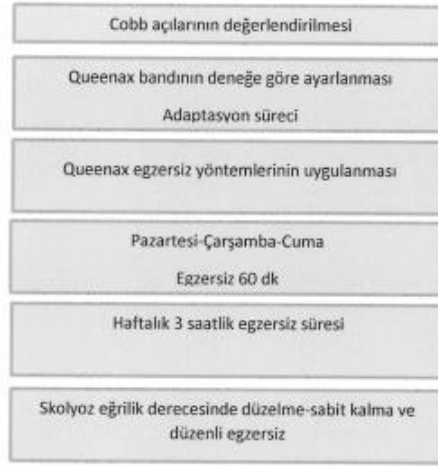 Cobb açılarının değerlendirilmesi
Queenax bandının deneğe göre ayarlanması
Adaptasyon süreci
Queenax egzersiz yöntemlerinin uygulanması
Pazartesi-Çarşamba-Cuma
Egzersiz 60 dk
Haftalık 3 saatlik egzersiz süresi
Skolyoz eğrilik derecesinde düzelme-sabit kalma ve
düzenli egzersiz